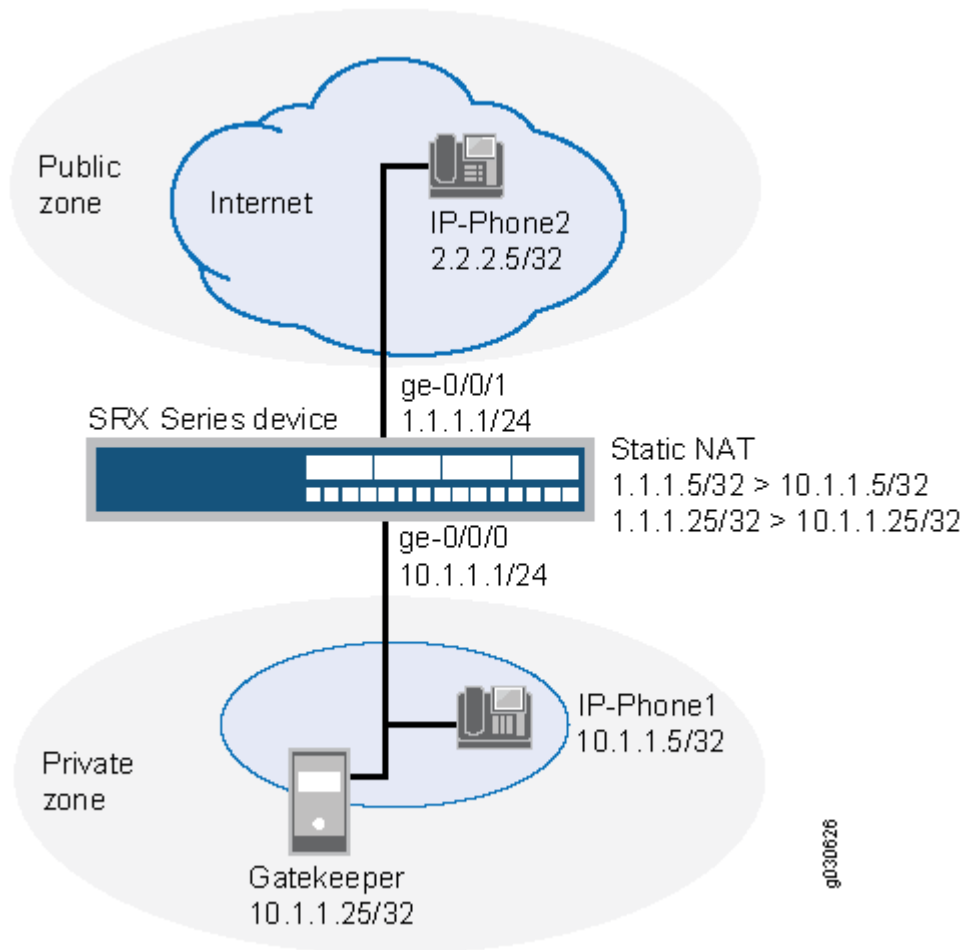 Public
zone
Internet
IP-Phone2
2.2.2.5/32
ge-0/0/1
1.1.1.1/24
SRX Series device
Static NAT
1.1.1.5/32 > 10.1.1.5/32
1.1.1.25/32 > 10.1.1.25/32
ge-0/0/0
10.1.1.1/24
IP-Phone1
10.1.1.5/32
Private
zone
Gatekeeper
10.1.1.25/32
g030626